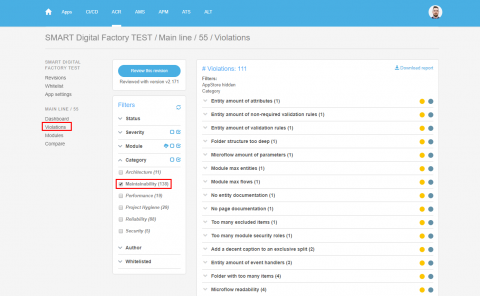 Apps
CI/CD
ACR
AMS
APM
ATS
ALT
SMART Digital Factory TEST / Main line / 55 / Violations
SMART DIGITAL FACTORY TEST
Revisions
Whitelist
App settings
MAIN LINE / 55
Dashboard
Violations
Modules
Compare
Review this revision
Reviewed with version v2.171
Filters
Status
Severity
Module
Category
Architecture (11)
Maintainability (138)
Performance (19)
Project Hygiene (28)
Reliability (98)
Security (5)
Author
Whitelisted
# Violations: 111
Download report
Filters:
AppStore hidden
Category
Entity amount of attributes (1)
Entity amount of non-required validation rules (1)
Entity amount of validation rules (1)
Folder structure too deep (1)
Microflow amount of parameters (1)
Module max entities (1)
Module max flows (1)
No entity documentation (1)
No page documentation (1)
Too many excluded items (1)
Too many module security roles (1)
Add a decent caption to an exclusive split (2)
Entity amount of event handlers (3)
Folder with too many items (4)
Microflow readability (4)